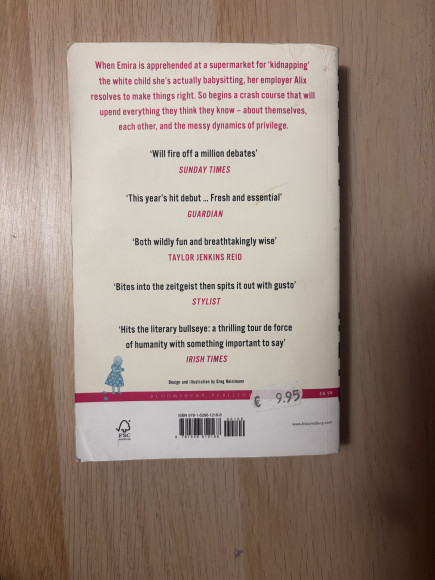 When Emira is apprehended at a supermarket for ‘kidnapping’
the white child she’s actually babysitting, her employer Alix
resolves to make things right. So begins a crash course that will
upend everything they think they know – about themselves,
each other, and the messy dynamics of privilege.
‘Will fire off a million debates’
SUNDAY TIMES
‘This year’s hit debut ... Fresh and essential’
GUARDIAN
‘Both wildly fun and breathtakingly wise’
TAYLOR JENKINS REID
‘Bites into the zeitgeist then spits it out with gusto’
STYLIST
‘Hits the literary bullseye: a thrilling tour de force
of humanity with something important to say’
IRISH TIMES
Design and illustration by Greg Heinimann
BLOOMSBURY
£8.99
€ 9.95
FSC
www.bloomsbury.com